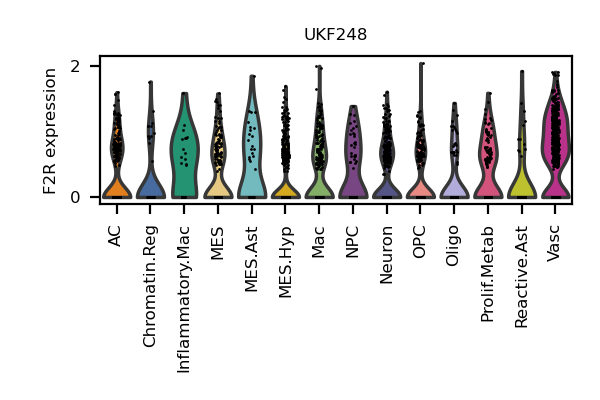 UKF248
F2R expression
2
0
AC
Chromatin.Reg
Inflammatory.Mac
MES
MES.Ast
MES.Hyp
Mac
NPC
Neuron
OPC
Oligo
Prolif.Metab
Reactive.Ast
Vasc